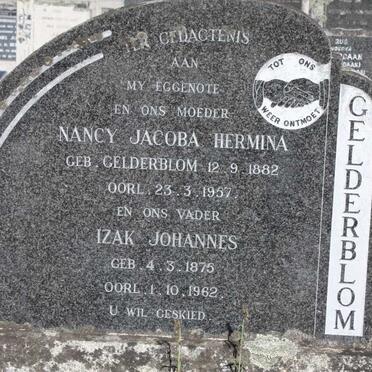 TER GEDAGTENIS
AAN
MY EGGENOTE
EN ONS MOEDER
NANCY JACOBA HERMINA
GEB. GELDERBLOM 12.9.1882
OORL. 23.3.1957.
EN ONS VADER
IZAK JOHANNES
GEB. 4.3.1875
OORL. 1.10.1962.
U WIL GESKIED.
TOT ONS
WEER ONTMOET
GELDERBLOM